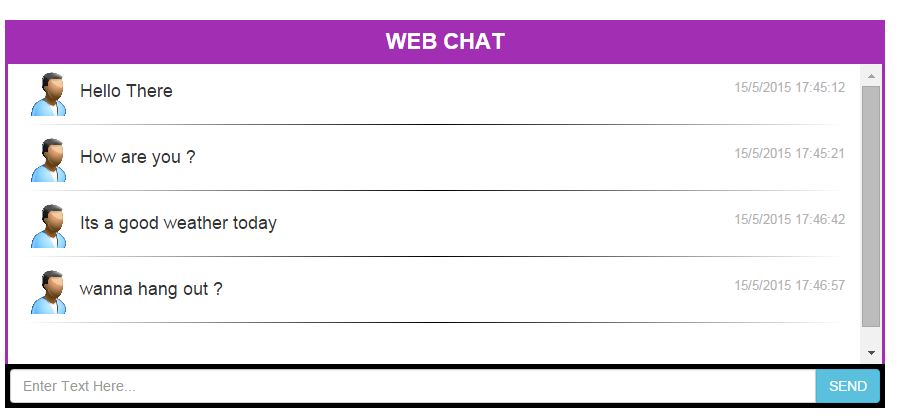 WEB CHAT
Hello There 15/5/2015 17:45:12
How are you ? 15/5/2015 17:45:21
Its a good weather today 15/5/2015 17:46:42
wanna hang out ? 15/5/2015 17:46:57
Enter Text Here... SEND